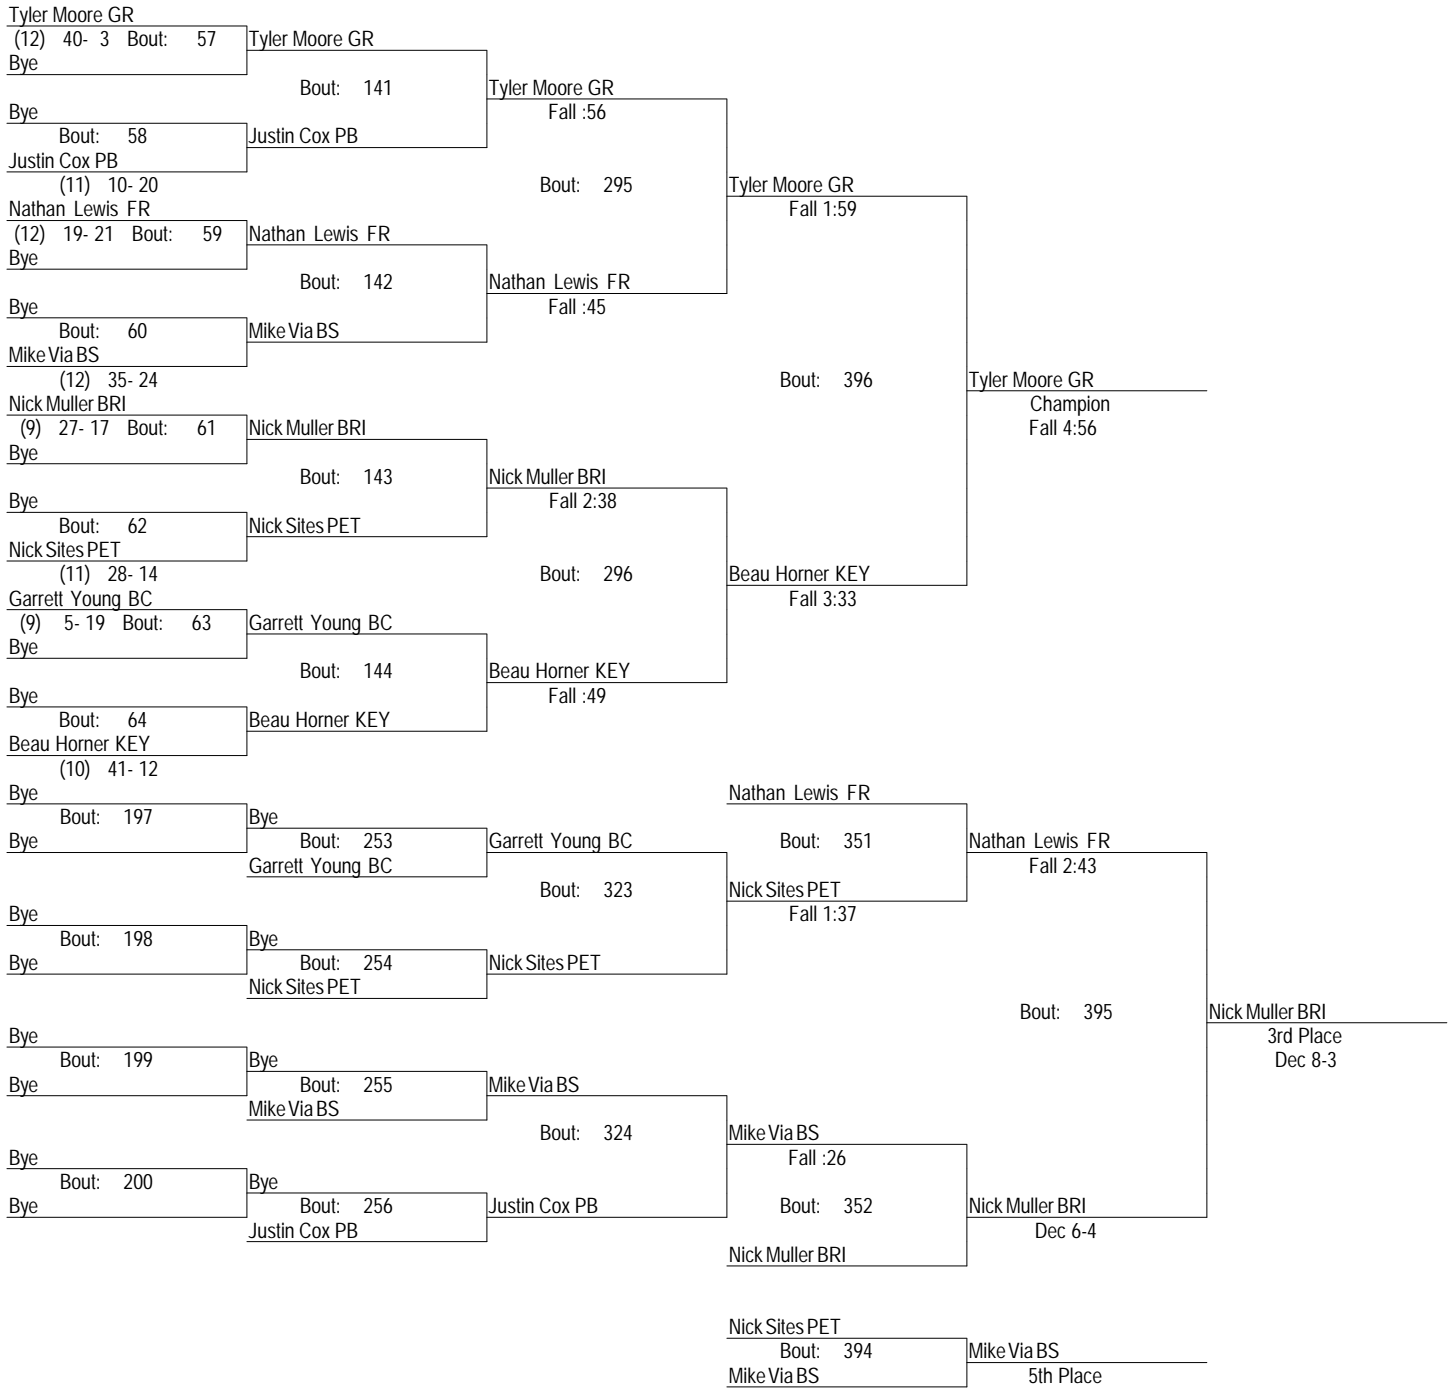 Tyler Moore GR
(12) 40- 3 Bout: 57 Tyler Moore GR
Bye
Bout: 141 Tyler Moore GR
Bye Fall :56
Bout: 58 Justin Cox PB
Justin Cox PB
(11) 10- 20 Bout: 295 Tyler Moore GR
Nathan Lewis FR Fall 1:59
(12) 19- 21 Bout: 59 Nathan Lewis FR
Bye
Bout: 142 Nathan Lewis FR
Bye Fall :45
Bout: 60 Mike Via BS
Mike Via BS
(12) 35- 24 Bout: 396 Tyler Moore GR
Nick Muller BRI Champion
(9) 27- 17 Bout: 61 Nick Muller BRI Fall 4:56
Bye
Bout: 143 Nick Muller BRI
Bye Fall 2:38
Bout: 62 Nick Sites PET
Nick Sites PET
(11) 28- 14 Bout: 296 Beau Horner KEY
Garrett Young BC Fall 3:33
(9) 5- 19 Bout: 63 Garrett Young BC
Bye
Bout: 144 Beau Horner KEY
Bye Fall :49
Bout: 64 Beau Horner KEY
Beau Horner KEY
(10) 41- 12
Bye Nathan Lewis FR
Bout: 197 Bye
Bye Bout: 253 Garrett Young BC Bout: 351 Nathan Lewis FR
Garrett Young BC Fall 2:43
Bout: 323 Nick Sites PET
Bye Fall 1:37
Bout: 198 Bye
Bye Bout: 254 Nick Sites PET
Nick Sites PET
Bout: 395 Nick Muller BRI
Bye 3rd Place
Bout: 199 Bye Dec 8-3
Bye Bout: 255 Mike Via BS
Mike Via BS
Bout: 324 Mike Via BS
Bye Fall :26
Bout: 200 Bye
Bye Bout: 256 Justin Cox PB Bout: 352 Nick Muller BRI
Justin Cox PB Dec 6-4
Nick Muller BRI
Nick Sites PET
Bout: 394 Mike Via BS
Mike Via BS 5th Place